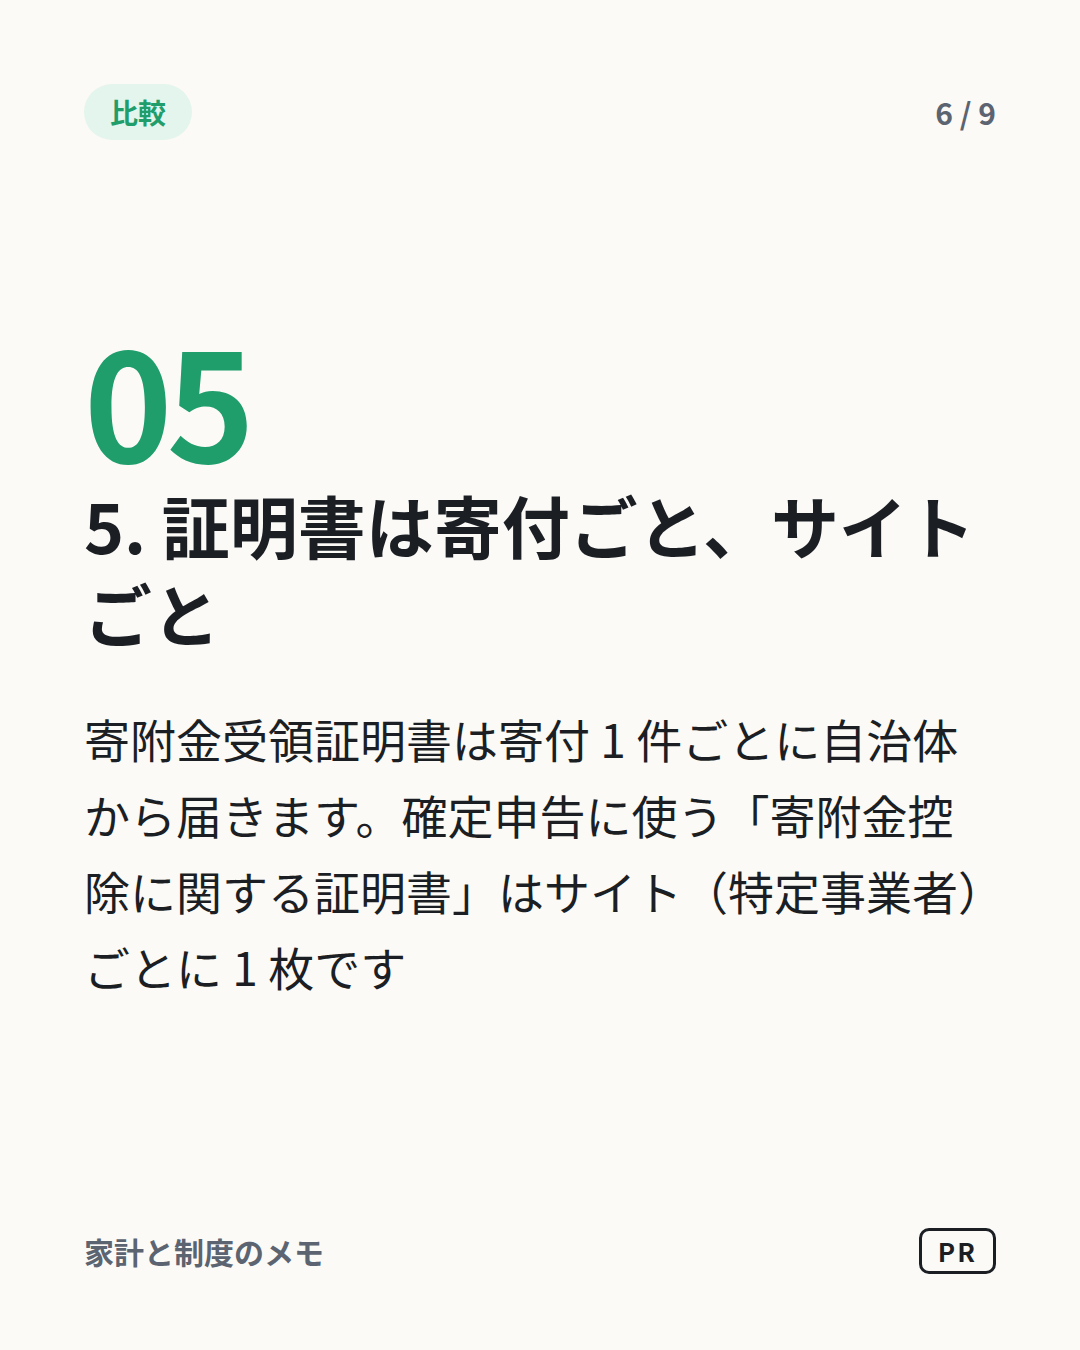 比較
6 / 9
05
5. 証明書は寄付ごと、サイト
ごと
寄附金受領証明書は寄付 1 件ごとに自治体
から届きます。確定申告に使う「寄附金控
除に関する証明書」はサイト（特定事業者）
ごとに 1 枚です
家計と制度のメモ
PR